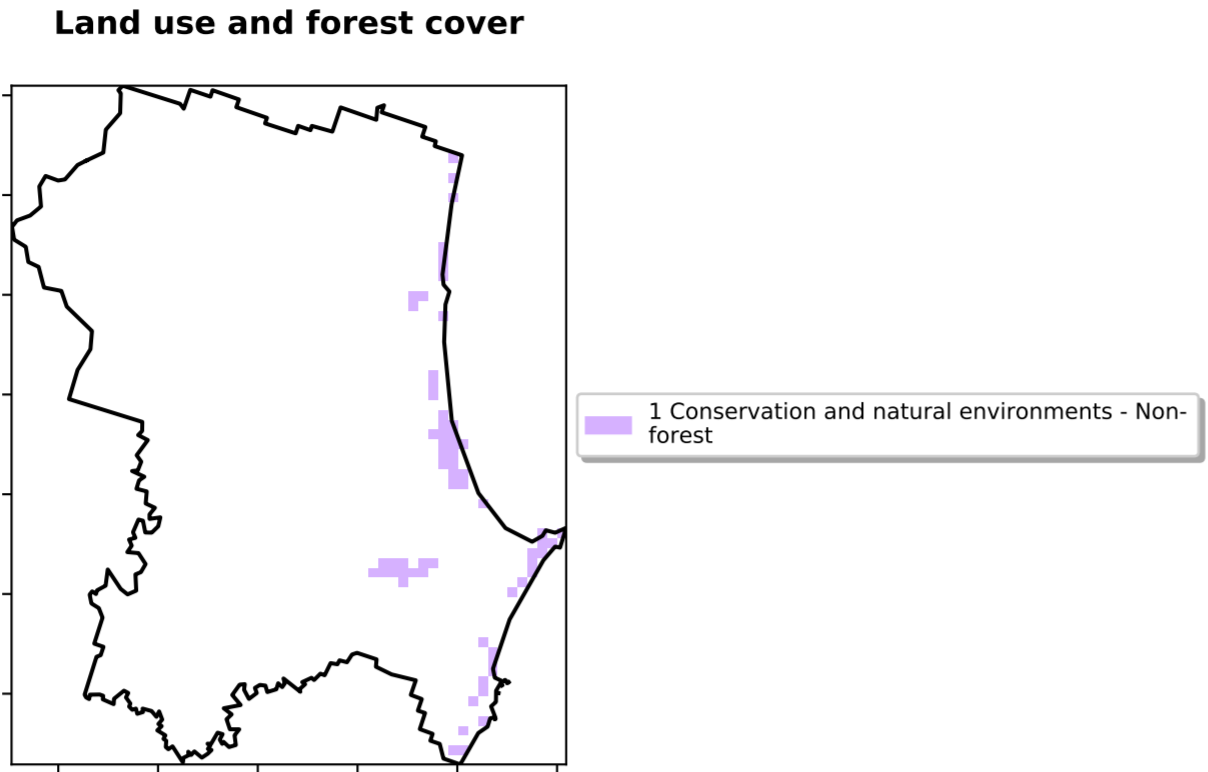 Land use and forest cover
1 Conservation and natural environments - Non-
forest